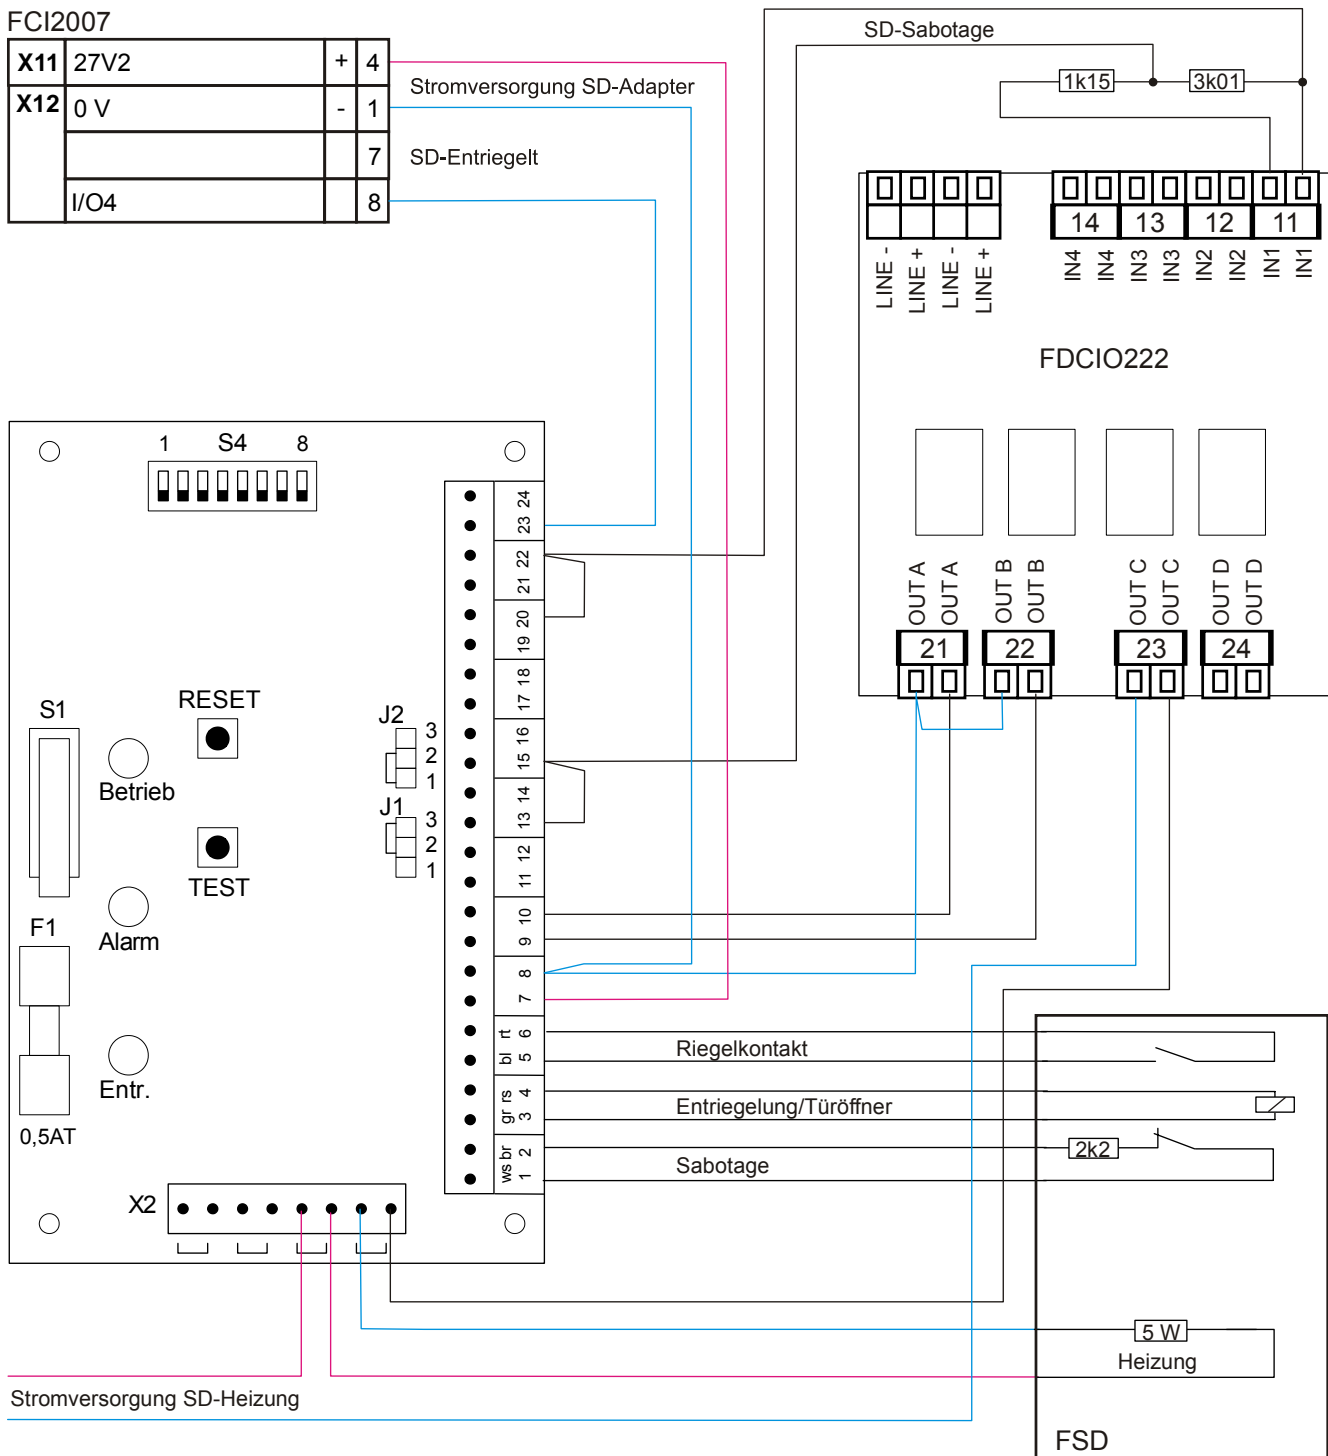 FCI2007
X11 27V2 + 4
X12 0 V - 1
7
I/O4 8
Stromversorgung SD-Adapter
SD-Entriegelt
SD-Sabotage
1k15 3k01
14 13 12 11
LINE - LINE + LINE - LINE + IN4 IN4 IN3 IN3 IN2 IN2 IN1 IN1
FDCIO222
OUT A OUT A OUT B OUT B OUT C OUT C OUT D OUT D
21 22 23 24
1 S4 8
24
23
22
21
20
19
18
17
16
15
14
13
12
11
10
9
8
7
rt 6
bl 5
rs 4
gr 3
br 2
ws 1
S1
RESET
Betrieb
TEST
J2
3
2
1
J1
3
2
1
F1
Alarm
Entr.
0,5AT
X2
Riegelkontakt
Entriegelung/Türöffner
2k2
Sabotage
5 W
Heizung
Stromversorgung SD-Heizung
FSD